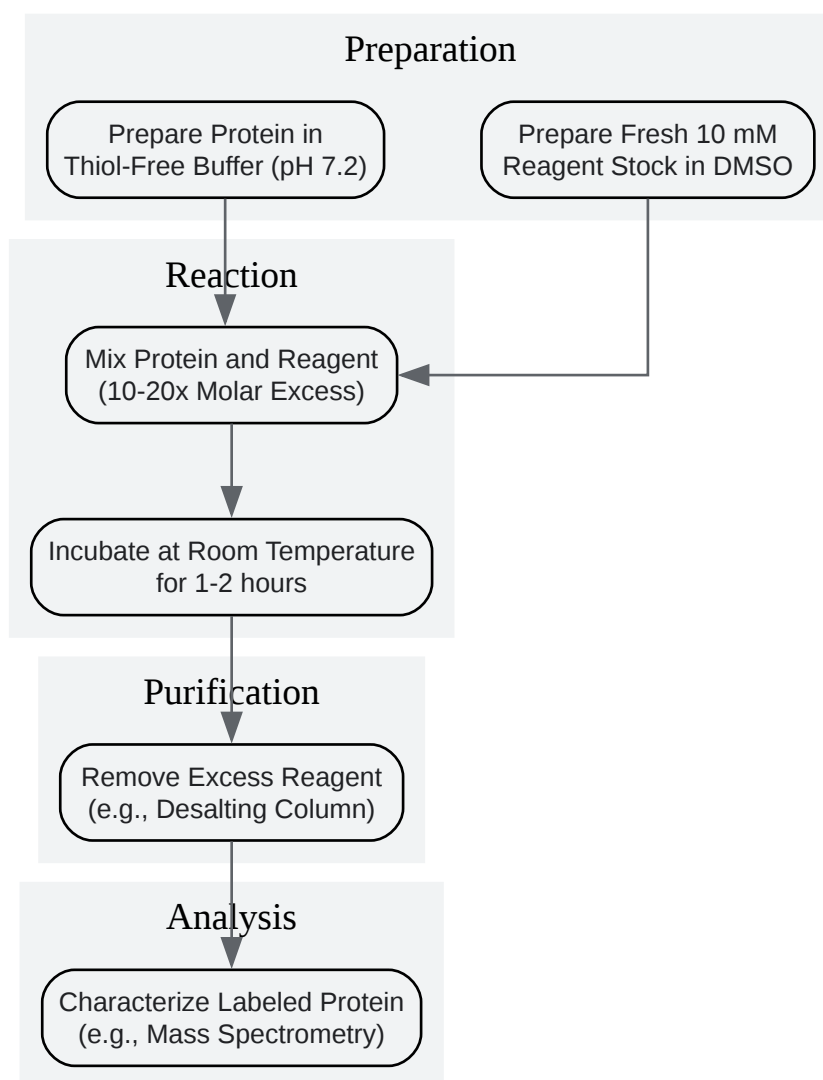 Preparation
Prepare Protein in
Thiol-Free Buffer (pH 7.2)
Prepare Fresh 10 mM
Reagent Stock in DMSO
Reaction
Mix Protein and Reagent
(10-20x Molar Excess)
Incubate at Room Temperature
for 1-2 hours
Purification
Remove Excess Reagent
(e.g., Desalting Column)
Analysis
Characterize Labeled Protein
(e.g., Mass Spectrometry)